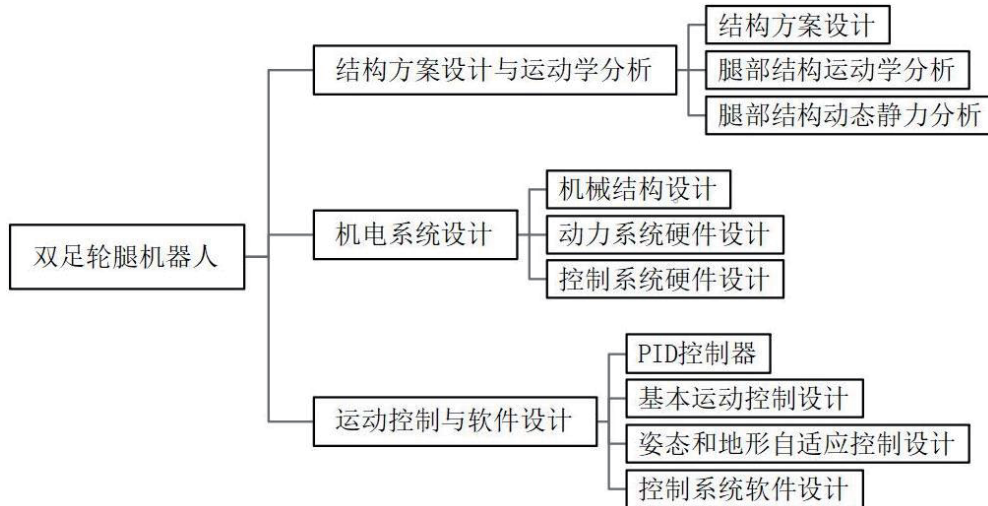 双足轮腿机器人
结构方案设计与运动学分析
结构方案设计
腿部结构运动学分析
腿部结构动态静力分析
机电系统设计
机械结构设计
动力系统硬件设计
控制系统硬件设计
运动控制与软件设计
PID控制器
基本运动控制设计
姿态和地形自适应控制设计
控制系统软件设计